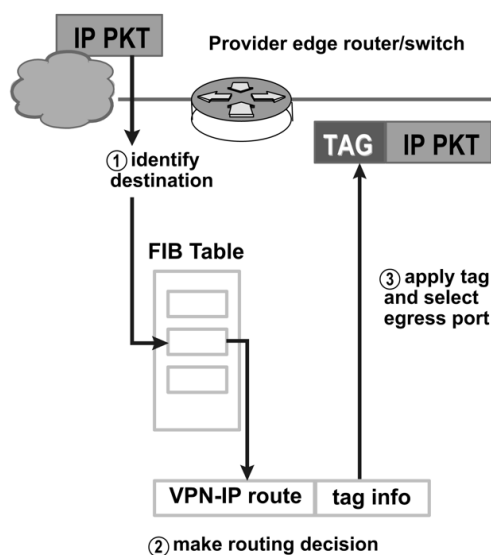 IP PKT
Provider edge router/switch
TAG IP PKT
① identify
destination
FIB Table
③ apply tag
and select
egress port
VPN-IP route tag info
② make routing decision